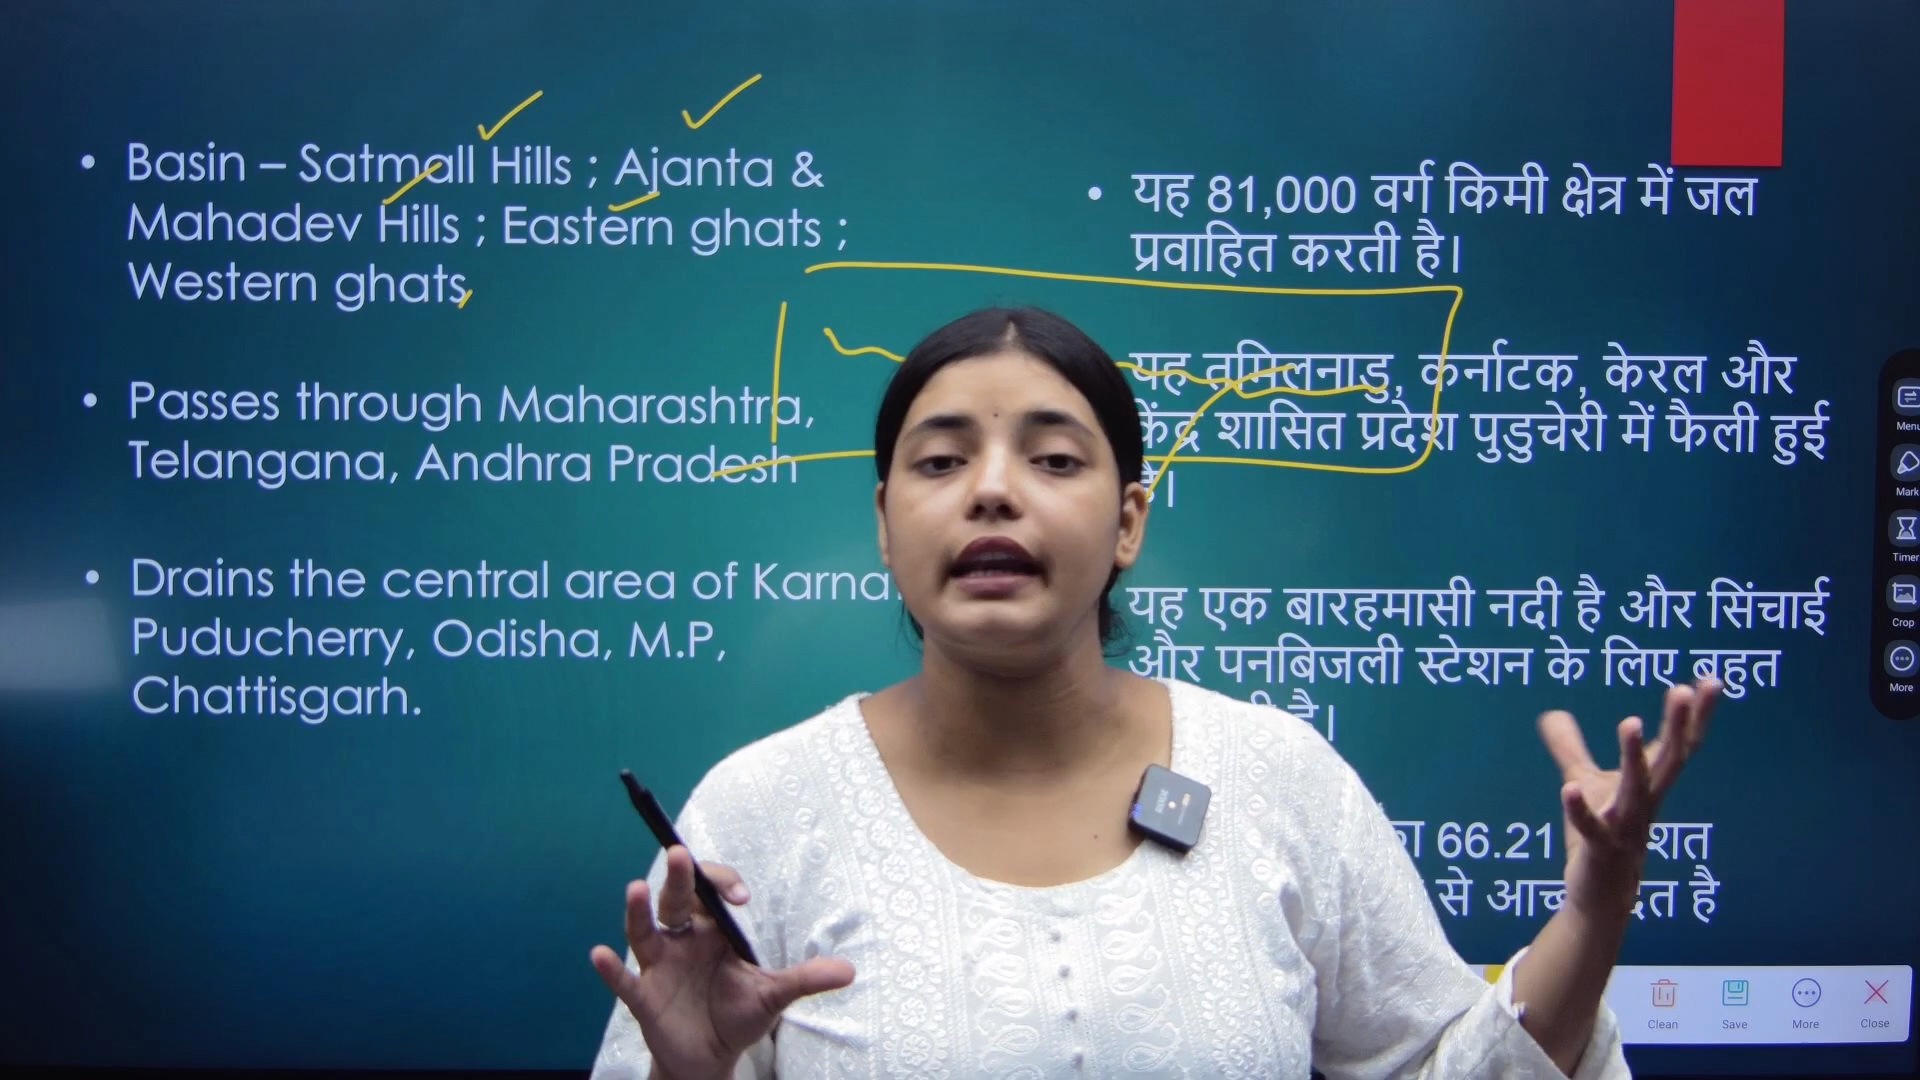 Basin – Satmall Hills ; Ajanta &
Mahadev Hills ; Eastern ghats ;
Western ghats
Passes through Maharashtra,
Telangana, Andhra Pradesh
Drains the central area of
Puducherry, Odisha, M.P,
Chattisgarh.
यह 81,000 वर्ग किमी क्षेत्र में जल
प्रवाहित करती है।
यह तमिलनाडु, कर्नाटक, केरल और
केंद्र शासित प्रदेश पुडुचेरी में फैली हुई
है।
यह एक बारहमासी नदी है और सिंचाई
और पनबिजली स्टेशन के लिए बहुत
है।
66.21
से है
Menu
Mark
Timer
Crop
More
Clean Save More Close